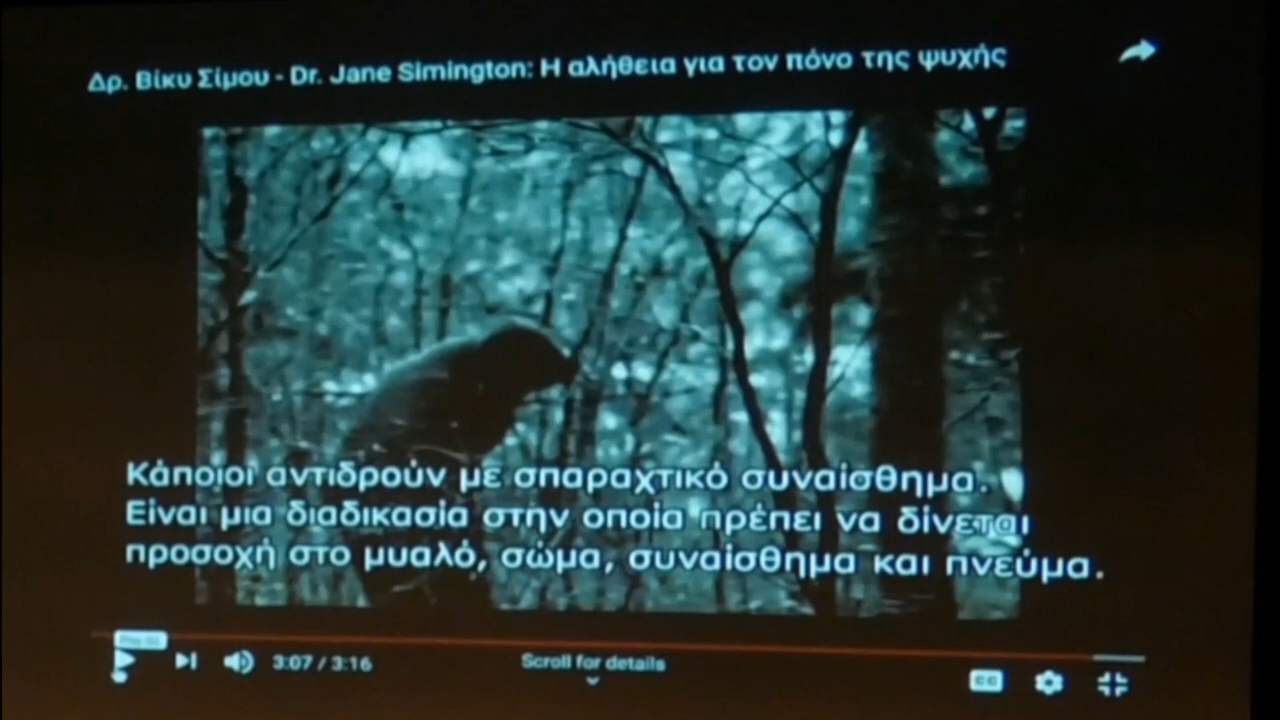 Δρ. Βίκυ Σίμου - Dr. Jane Simington: Η αλήθεια για τον πόνο της ψυχής
Κάποιοι αντιδρούν με σπαραχτικό συναίσθημα.
Είναι μια διαδικασία στην οποία πρέπει να δίνεται
προσοχή στο μυαλό, σώμα, συναίσθημα και πνεύμα.
3:07 / 3:16
Scroll for details
CC